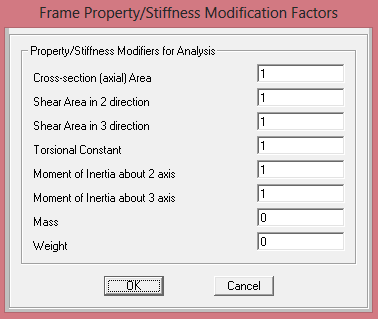 Frame Property/Stiffness Modification Factors
Property/Stiffness Modifiers for Analysis
Cross-section (axial) Area 1
Shear Area in 2 direction 1
Shear Area in 3 direction 1
Torsional Constant 1
Moment of Inertia about 2 axis 1
Moment of Inertia about 3 axis 1
Mass 0
Weight 0
OK Cancel